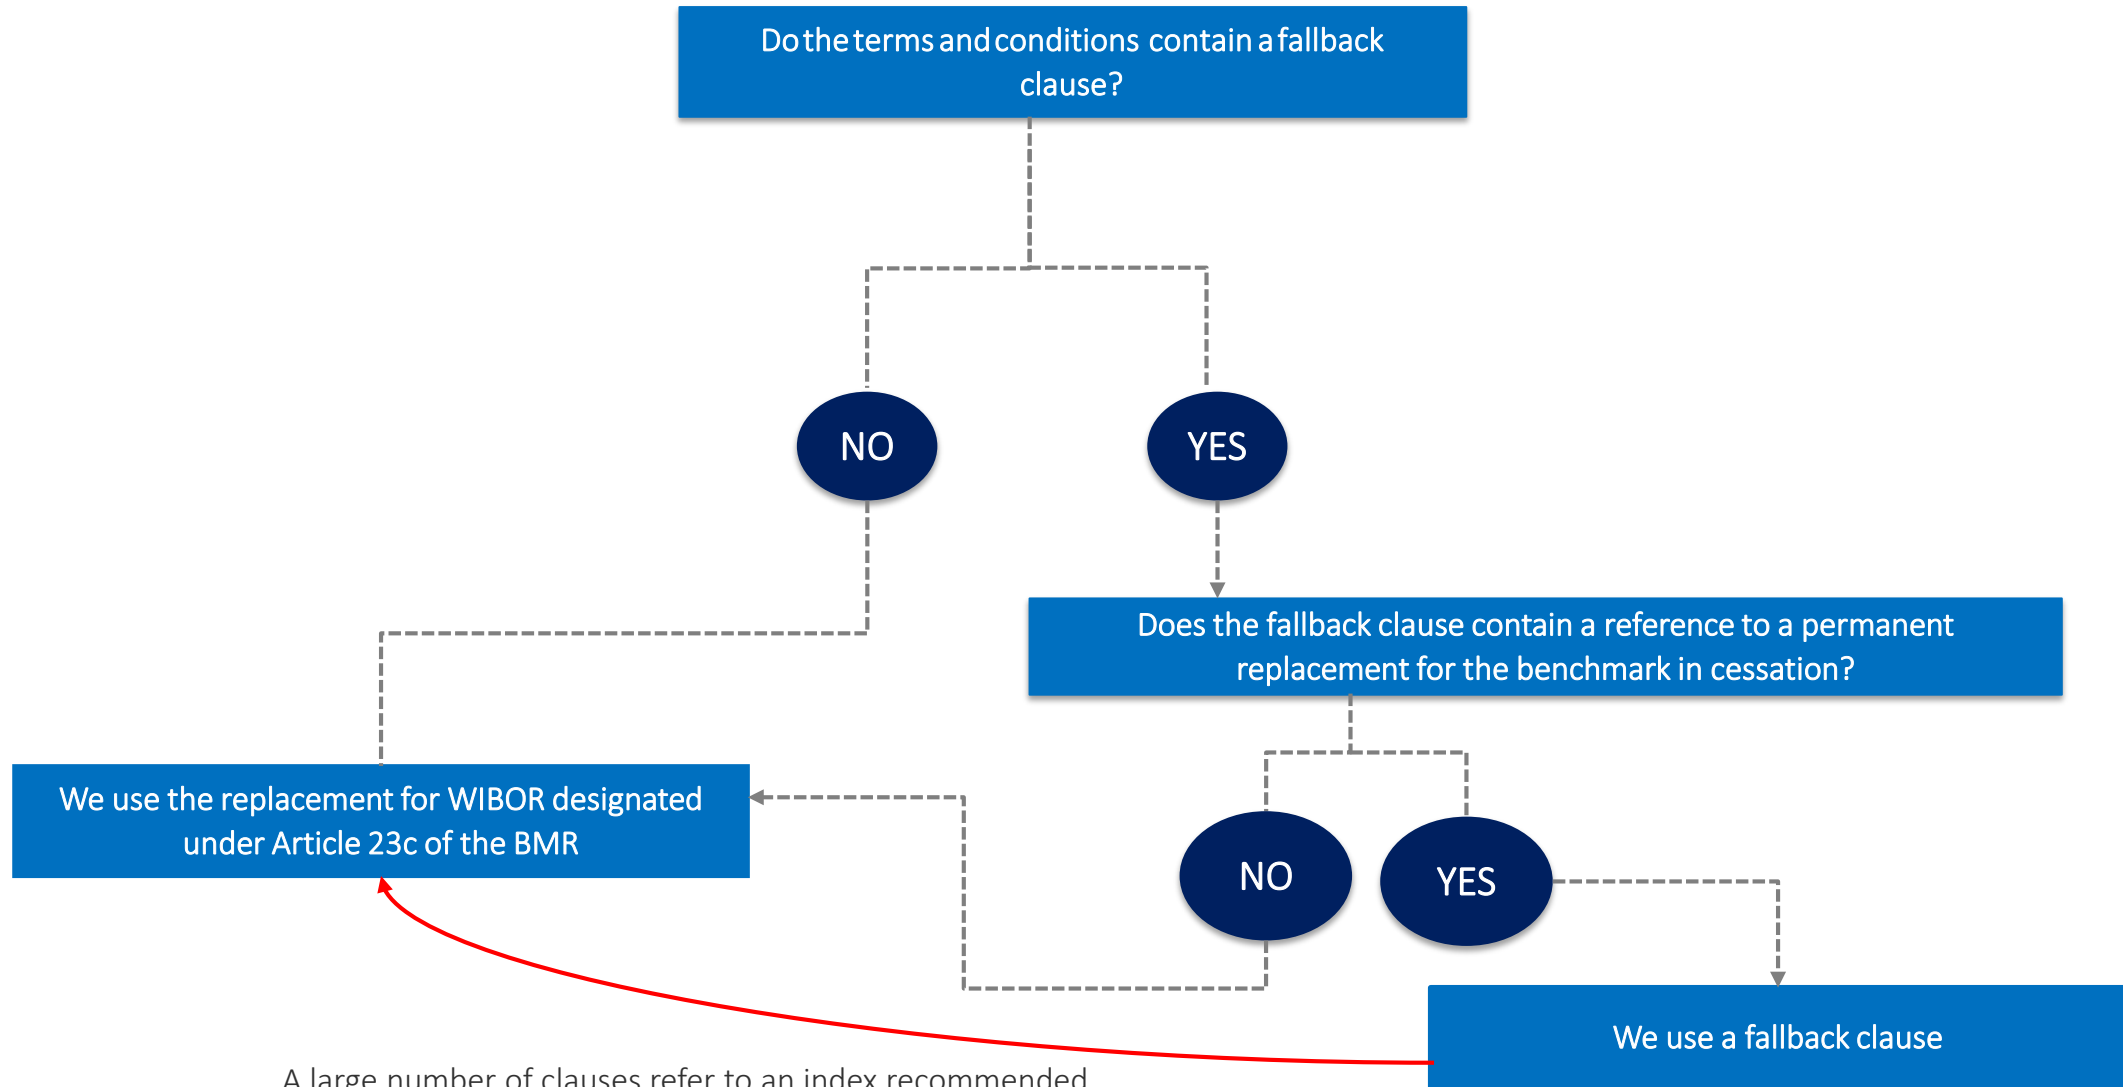 Do the terms and conditions contain a fallback
clause?
NO
YES
Does the fallback clause contain a reference to a permanent
replacement for the benchmark in cessation?
We use the replacement for WIBOR designated
under Article 23c of the BMR
NO
YES
We use a fallback clause
A large number of clauses refer to an index recommended